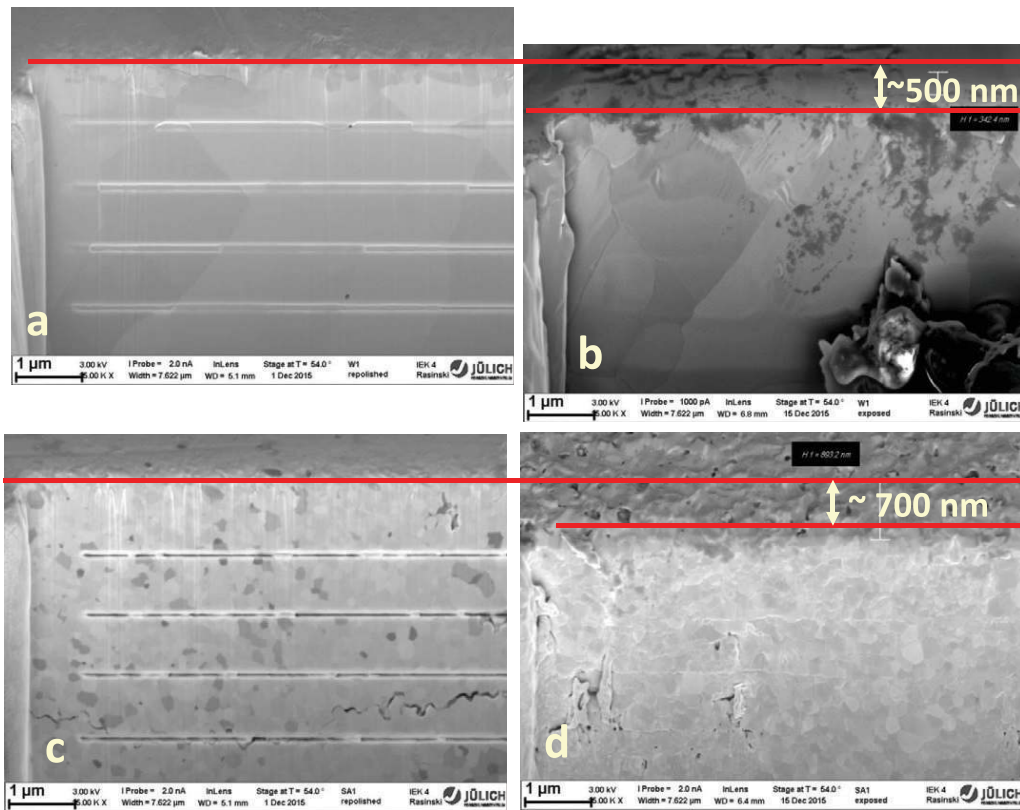 ~500 nm
H 1 = 342.4 nm
a
1 µm
3.00 kV
5.00 K X
I Probe = 2.0 nA
Width = 7.622 µm
InLens
WD = 5.1 mm
Stage at T = 54.0 °
1 Dec 2015
W1
repolished
IEK 4
Rasinski
JÜLICH
b
1 µm
3.00 kV
5.00 K X
I Probe = 1000 pA
Width = 7.622 µm
InLens
WD = 6.8 mm
Stage at T = 54.0 °
15 Dec 2015
W1
exposed
IEK 4
Rasinski
JÜLICH
H 1 = 893.2 nm
~ 700 nm
c
1 µm
3.00 kV
5.00 K X
I Probe = 2.0 nA
Width = 7.622 µm
InLens
WD = 5.1 mm
Stage at T = 54.0 °
1 Dec 2015
SA1
repolished
IEK 4
Rasinski
JÜLICH
d
1 µm
3.00 kV
5.00 K X
I Probe = 2.0 nA
Width = 7.622 µm
InLens
WD = 6.4 mm
Stage at T = 54.0 °
15 Dec 2015
SA1
exposed
IEK 4
Rasinski
JÜLICH